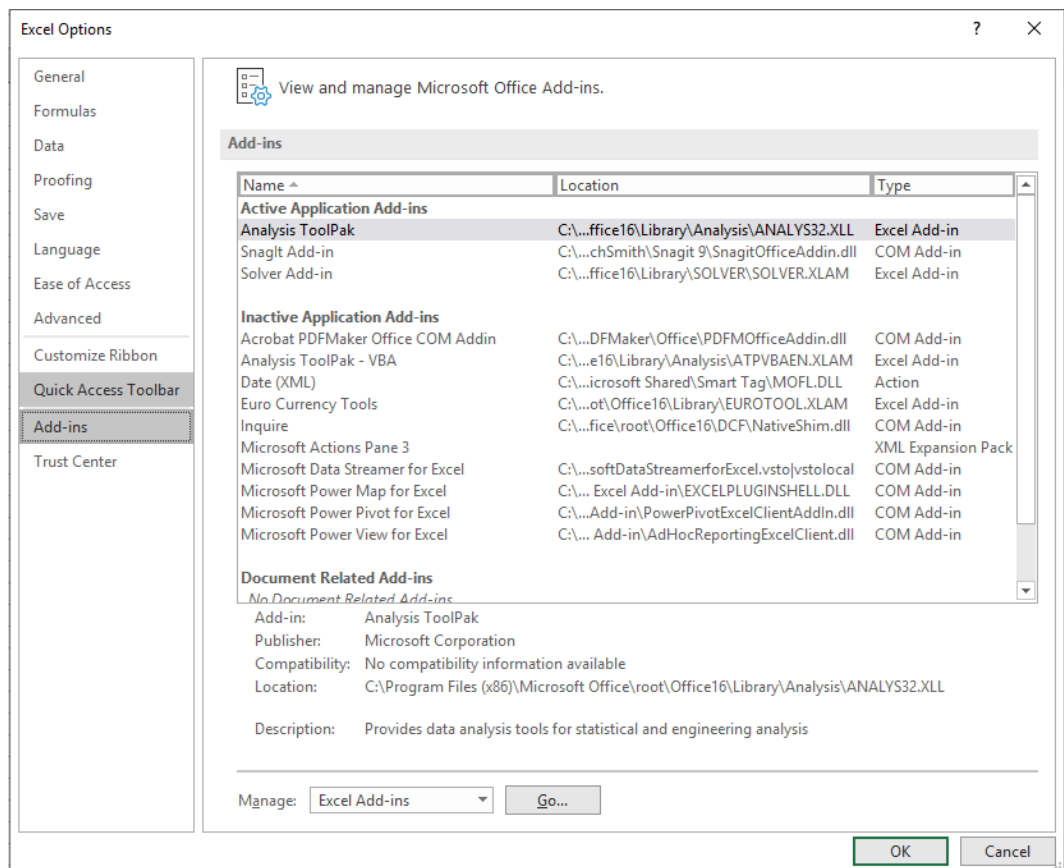 Excel Options
?
General
Formulas
Data
Proofing
Save
Language
Ease of Access
Advanced
Customize Ribbon
Quick Access Toolbar
Add-ins
Trust Center
View and manage Microsoft Office Add-ins.
Add-ins
Name Location Type
Active Application Add-ins
Analysis ToolPak C:\...ffice16\Library\Analysis\ANALYS32.XLL Excel Add-in
SnagIt Add-in C:\...chSmith\Snagit 9\SnagitOfficeAddin.dll COM Add-in
Solver Add-in C:\...ffice16\Library\SOLVER\SOLVER.XLAM Excel Add-in
Inactive Application Add-ins
Acrobat PDFMaker Office COM Addin C:\...DFMaker\Office\PDFMOfficeAddin.dll COM Add-in
Analysis ToolPak - VBA C:\...e16\Library\Analysis\ATPVBAEN.XLAM Excel Add-in
Date (XML) C:\...icrosoft Shared\Smart Tag\MOFL.DLL Action
Euro Currency Tools C:\...ot\Office16\Library\EUROTOOL.XLAM Excel Add-in
Inquire C:\...fice\root\Office16\DCF\NativeShim.dll COM Add-in
Microsoft Actions Pane 3 XML Expansion Pack
Microsoft Data Streamer for Excel C:\...softDataStreamerforExcel.vsto|vstolocal COM Add-in
Microsoft Power Map for Excel C:\... Excel Add-in\EXCELPLUGINSHELL.DLL COM Add-in
Microsoft Power Pivot for Excel C:\...Add-in\PowerPivotExcelClientAddIn.dll COM Add-in
Microsoft Power View for Excel C:\... Add-in\AdHocReportingExcelClient.dll COM Add-in
Document Related Add-ins
No Document Related Add-ins
Add-in: Analysis ToolPak
Publisher: Microsoft Corporation
Compatibility: No compatibility information available
Location: C:\Program Files (x86)\Microsoft Office\root\Office16\Library\Analysis\ANALYS32.XLL
Description: Provides data analysis tools for statistical and engineering analysis
Manage: Excel Add-ins Go...
OK Cancel